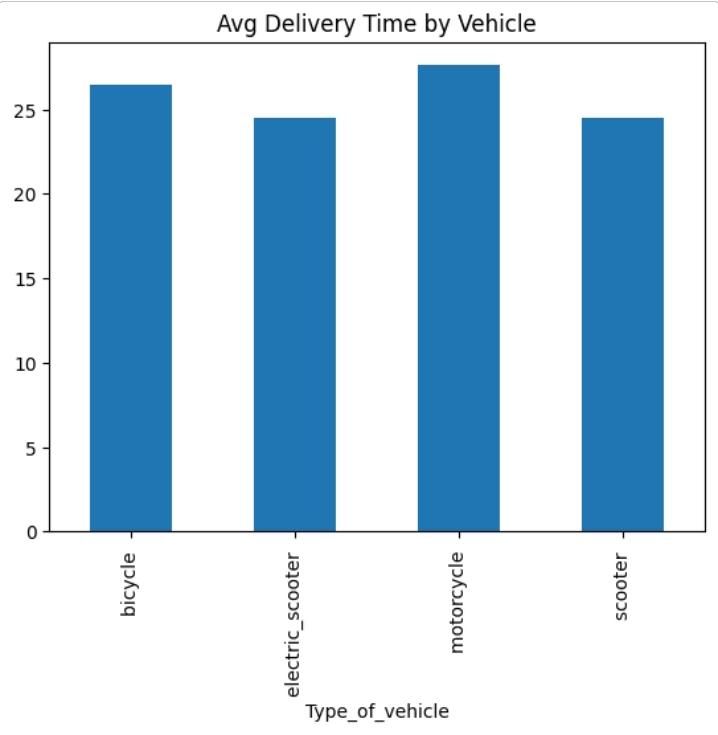 Avg Delivery Time by Vehicle
25
20
15
10
5
0
bicycle
electric_scooter
motorcycle
scooter
Type_of_vehicle